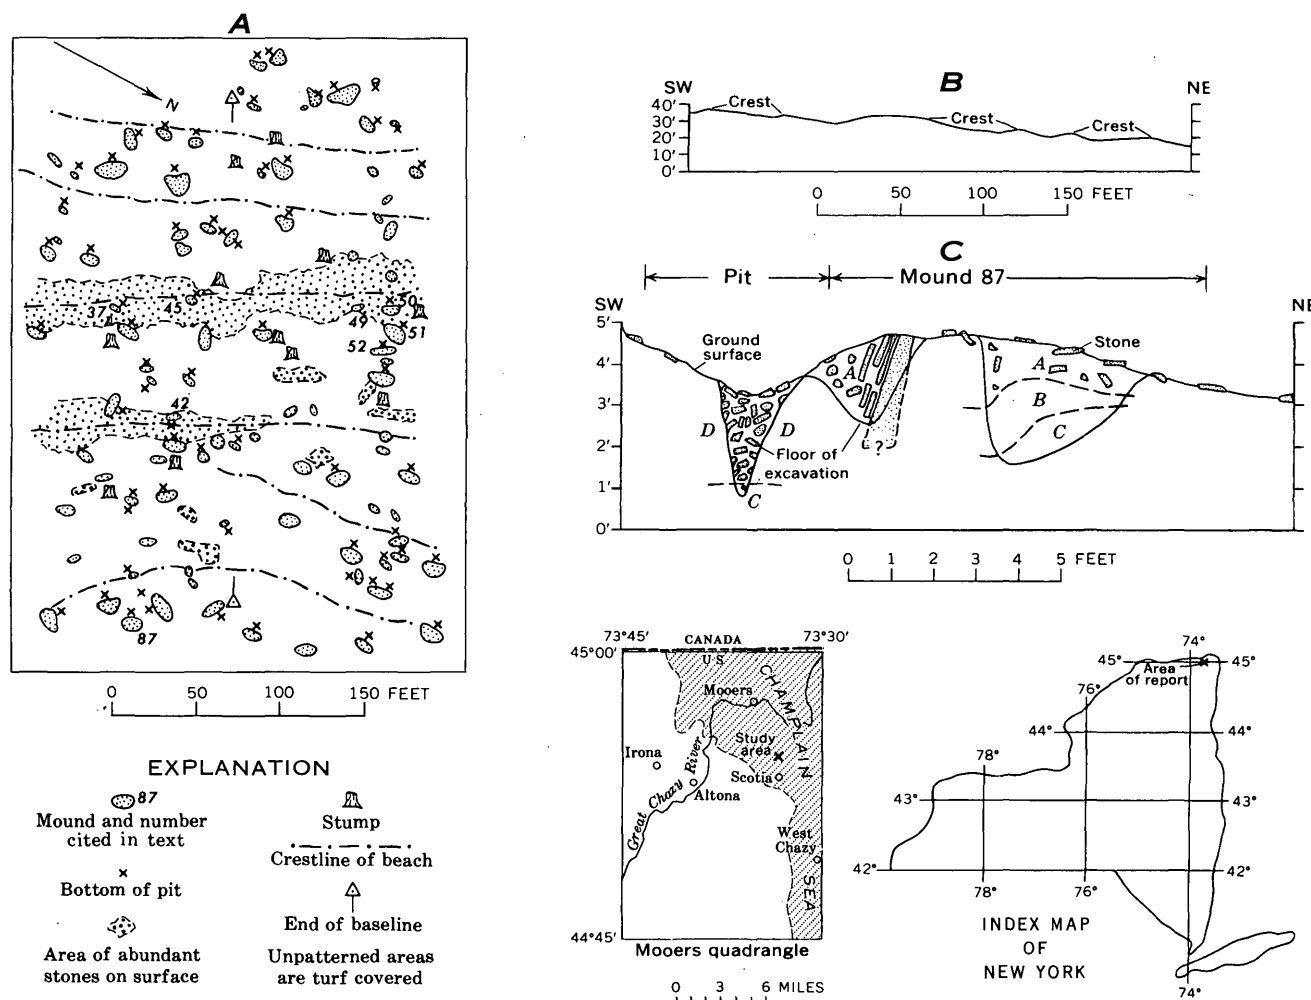 A
N
37
45
50
49
51
52
42
87
0 50 100 150 FEET
EXPLANATION
87
Mound and number
cited in text
Bottom of pit
Area of abundant
stones on surface
Stump
Crestline of beach
End of baseline
Unpatterned areas
are turf covered
B
SW
NE
40'
30'
20'
10'
0'
Crest
Crest
Crest
0 50 100 150 FEET
C
Pit
Mound 87
SW
NE
5'
4'
3'
2'
1'
0'
Ground
surface
Stone
A
A
B
C
D
D
C
?
Floor of
excavation
0 1 2 3 4 5 FEET
73°45'
73°30'
CANADA
U S
45°00'
44°45'
CHAMPLAIN
SEA
Mooers
Study
area
Scotia
Irona
Altona
Great Chazy River
West
Chazy
Mooers quadrangle
0 3 6 MILES
74°
45°
45°
Area
of report
76°
44°
44°
78°
43°
43°
42°
42°
78°
76°
74°
INDEX MAP
OF
NEW YORK